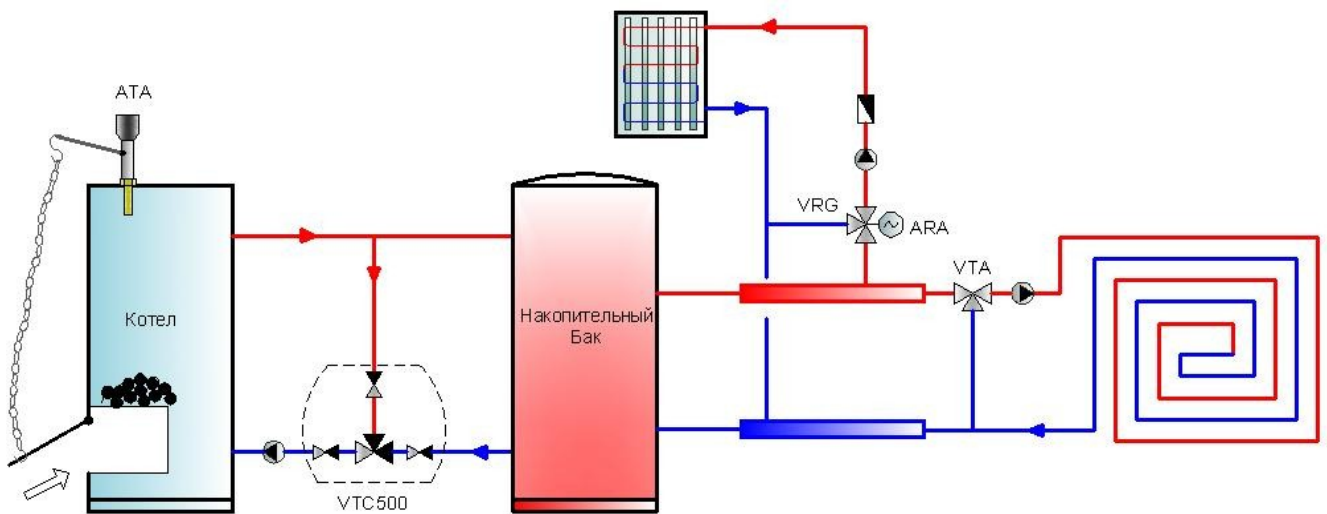 ATA
VRG
ARA
VTA
Котел
Накопительный
Бак
VTC500